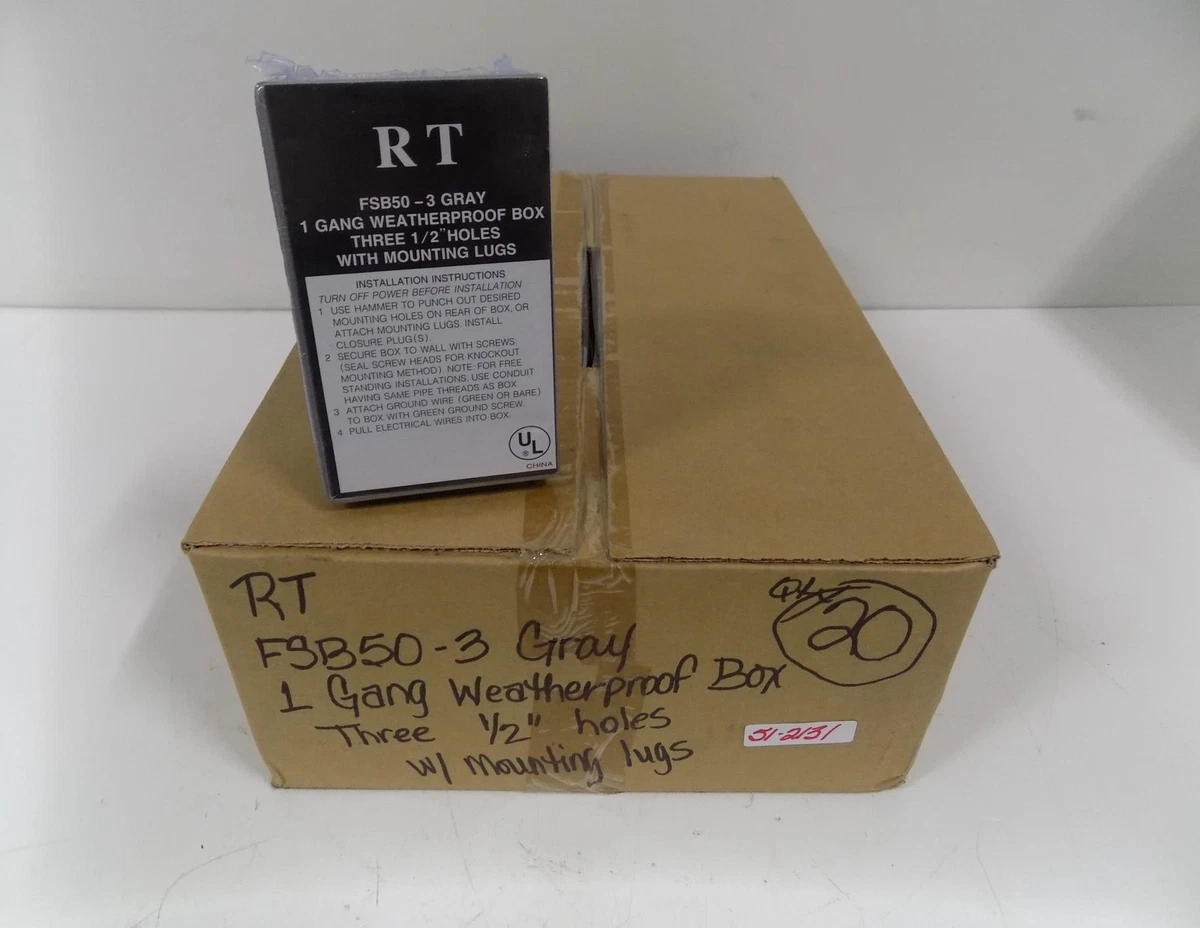 RT
FSB50 – 3 GRAY
1 GANG WEATHERPROOF BOX
THREE 1/2" HOLES
WITH MOUNTING LUGS
INSTALLATION INSTRUCTIONS
TURN OFF POWER BEFORE INSTALLATION
1 USE HAMMER TO PUNCH OUT DESIRED
MOUNTING HOLES ON REAR OF BOX, OR
ATTACH MOUNTING LUGS. INSTALL
CLOSURE PLUG(S).
2 SECURE BOX TO WALL WITH SCREWS.
(SEAL SCREW HEADS FOR KNOCKOUT
MOUNTING METHOD). NOTE: FOR FREE
STANDING INSTALLATIONS. USE CONDUIT
HAVING SAME PIPE THREADS AS BOX
3 ATTACH GROUND WIRE (GREEN OR BARE)
TO BOX WITH GREEN GROUND SCREW.
4 PULL ELECTRICAL WIRES INTO BOX.
UL ®
CHINA
RT
FSB50-3 Gray
1 Gang Weatherproof Box
Three 1/2" holes
w/ Mounting lugs
20
51-2131